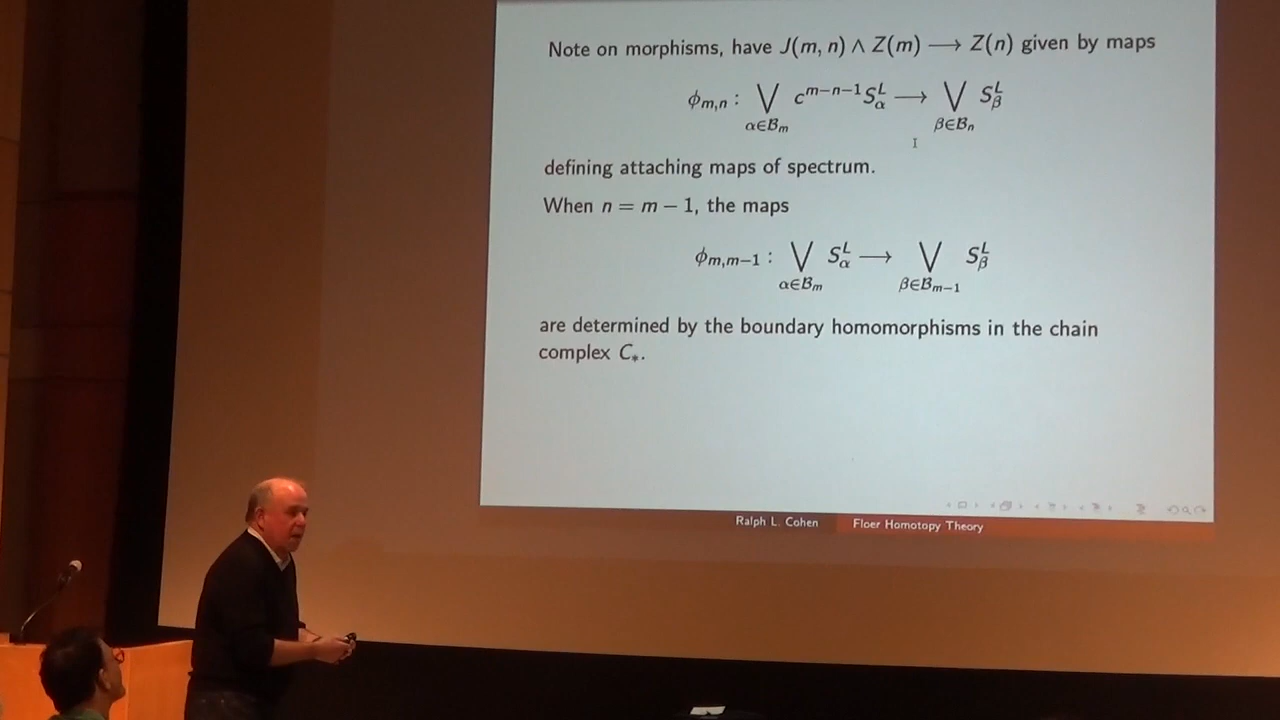 Note on morphisms, have J(m, n) ∧ Z(m) ⟶ Z(n) given by maps
ϕ_{m,n} : ⋁_{α∈B_m} c^{m−n−1}S^L_α ⟶ ⋁_{β∈B_n} S^L_β
defining attaching maps of spectrum.
When n = m − 1, the maps
ϕ_{m,m−1} : ⋁_{α∈B_m} S^L_α ⟶ ⋁_{β∈B_{m−1}} S^L_β
are determined by the boundary homomorphisms in the chain
complex C_*.
Ralph L. Cohen Floer Homotopy Theory